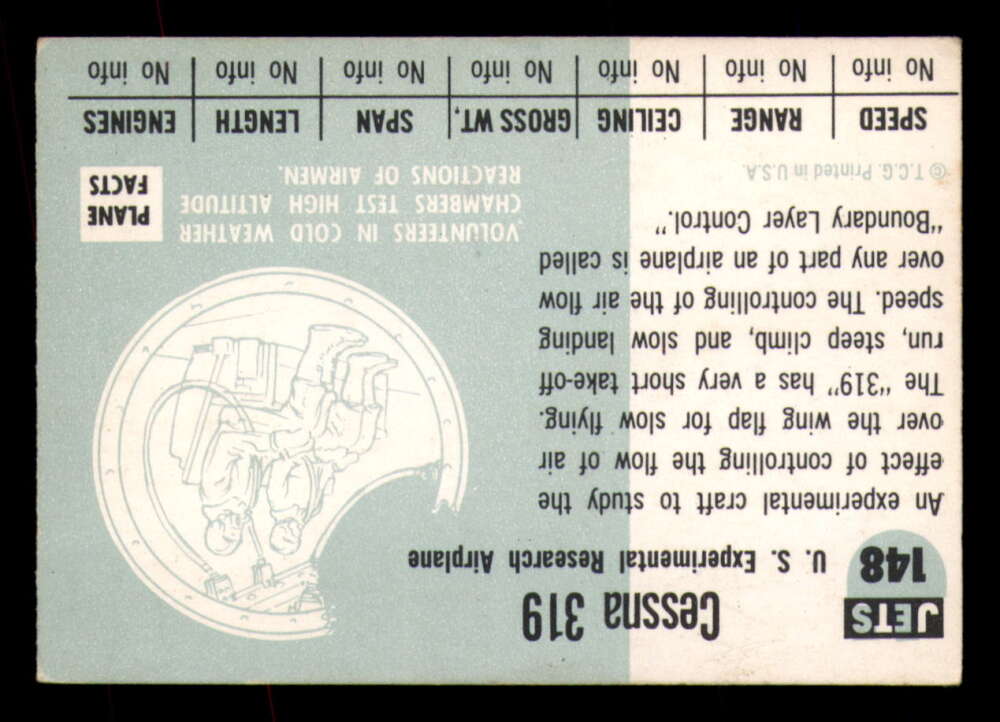 JETS
148
Cessna 319
U. S. Experimental Research Airplane
An experimental craft to study the
effect of controlling the flow of air
over the wing flap for slow flying.
The "319" has a very short take-off
run, steep climb, and slow landing
speed. The controlling of the air flow
over any part of an airplane is called
"Boundary Layer Control."
© T.C.G. Printed in U.S.A.
VOLUNTEERS IN COLD WEATHER
CHAMBERS TEST HIGH ALTITUDE
REACTIONS OF AIRMEN.
PLANE
FACTS
SPEED RANGE CEILING GROSS WT. SPAN LENGTH ENGINES
No info No info No info No info No info No info No info